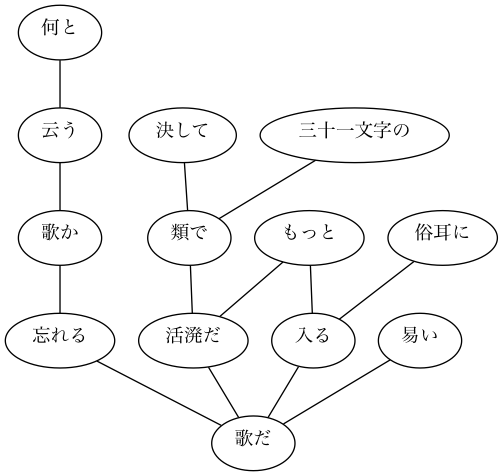 何と
云う
決して
三十一文字の
歌か
類で
もっと
俗耳に
忘れる
活溌だ
入る
易い
歌だ